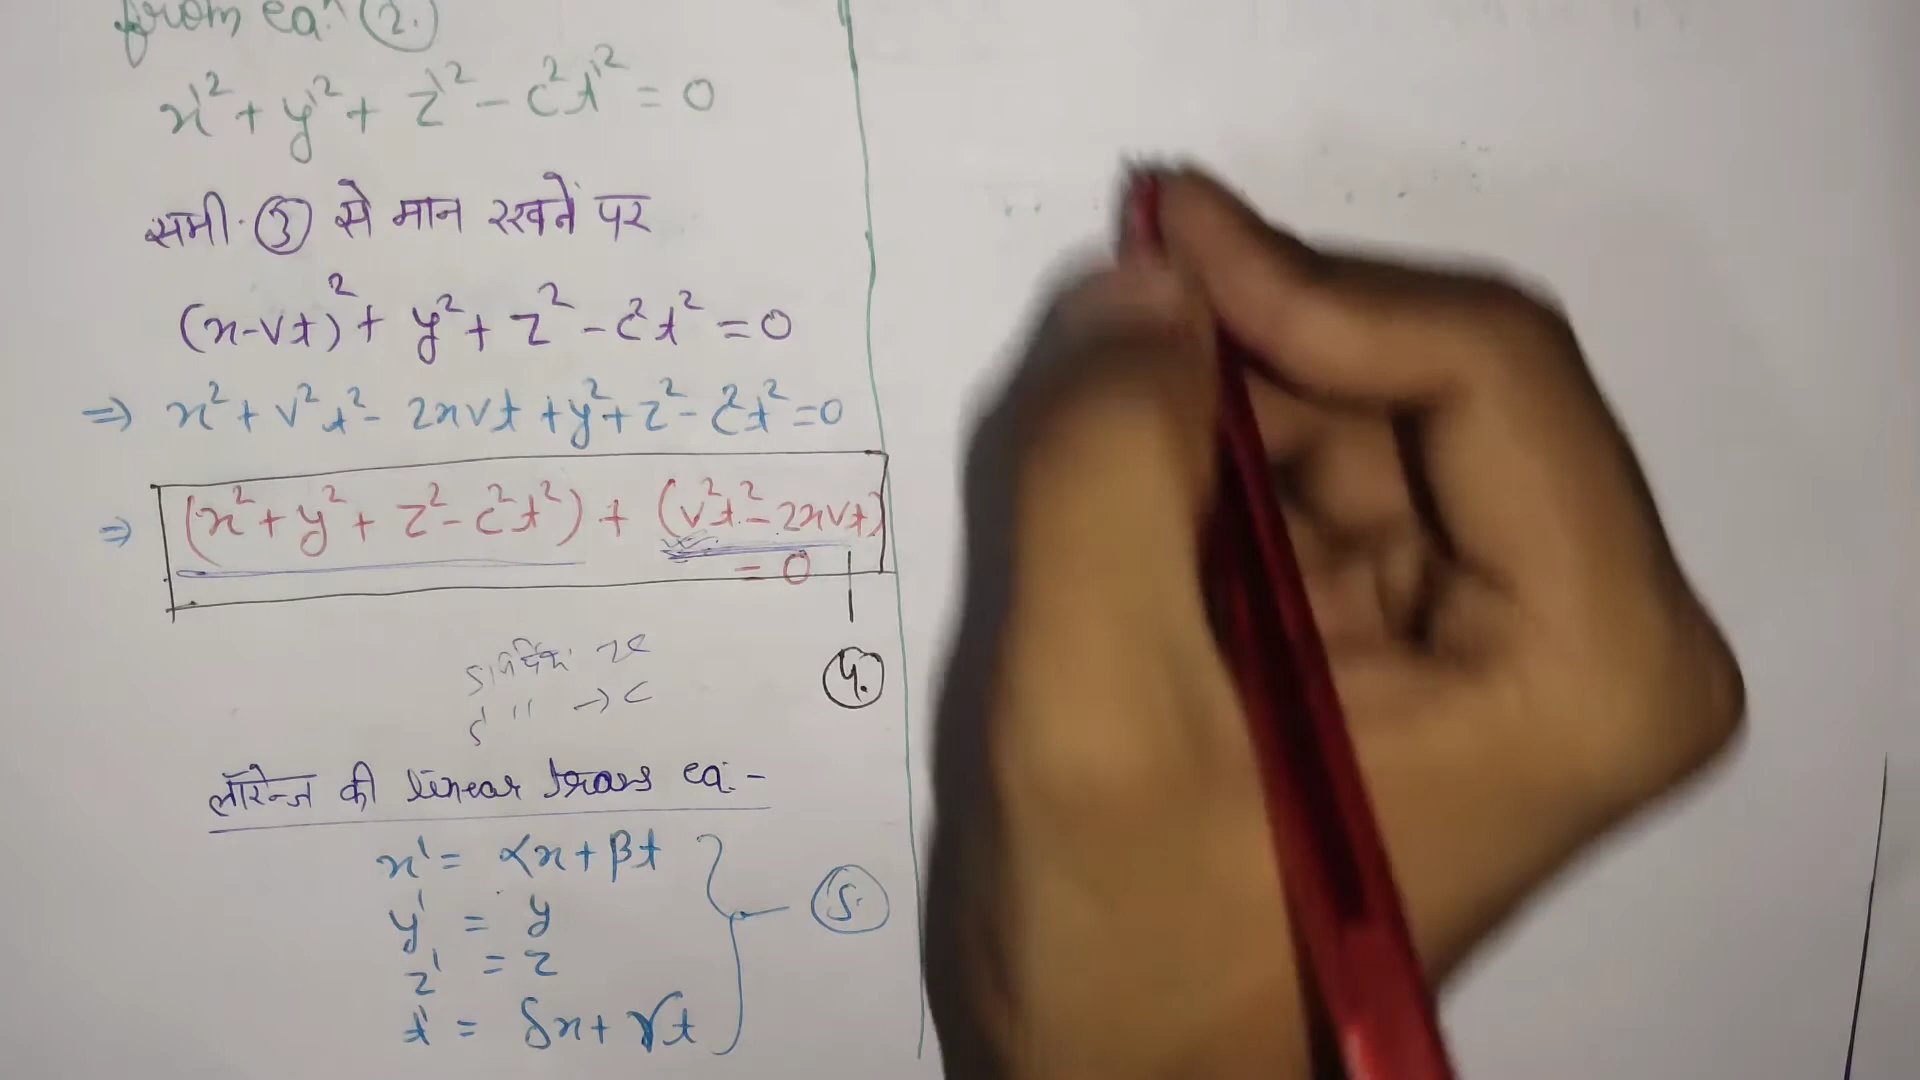 from eqn (2.)
x'² + y'² + z'² - c²t'² = 0
समी. (3) से मान रखनें पर
(x-vt)² + y² + z² - c²t² = 0
⇒ x² + v²t² - 2xvt + y² + z² - c²t² = 0
⇒ (x² + y² + z² - c²t²) + (v²t² - 2xvt)
= 0
(4.)
" → c
लॉरेन्ज की linear trans eq. -
x' = αx + βt
(5.)
y' = y
z' = z
t' = δx + γt